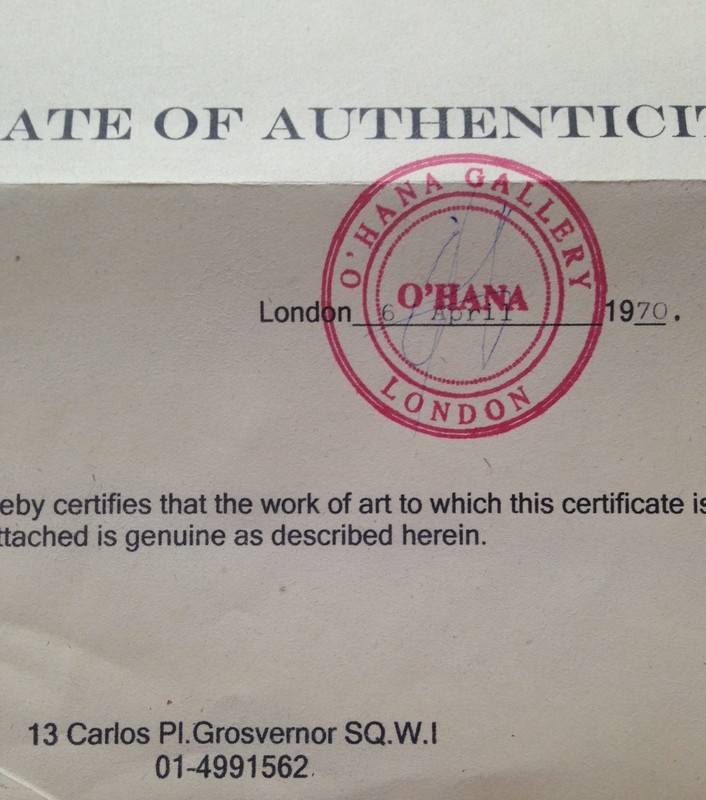 ATE OF AUTHENTICIT
O'HANA GALLERY
O'HANA
London 6 April 1970.
LONDON
eby certifies that the work of art to which this certificate is
ttached is genuine as described herein.
13 Carlos Pl.Grosvernor SQ.W.I
01-4991562